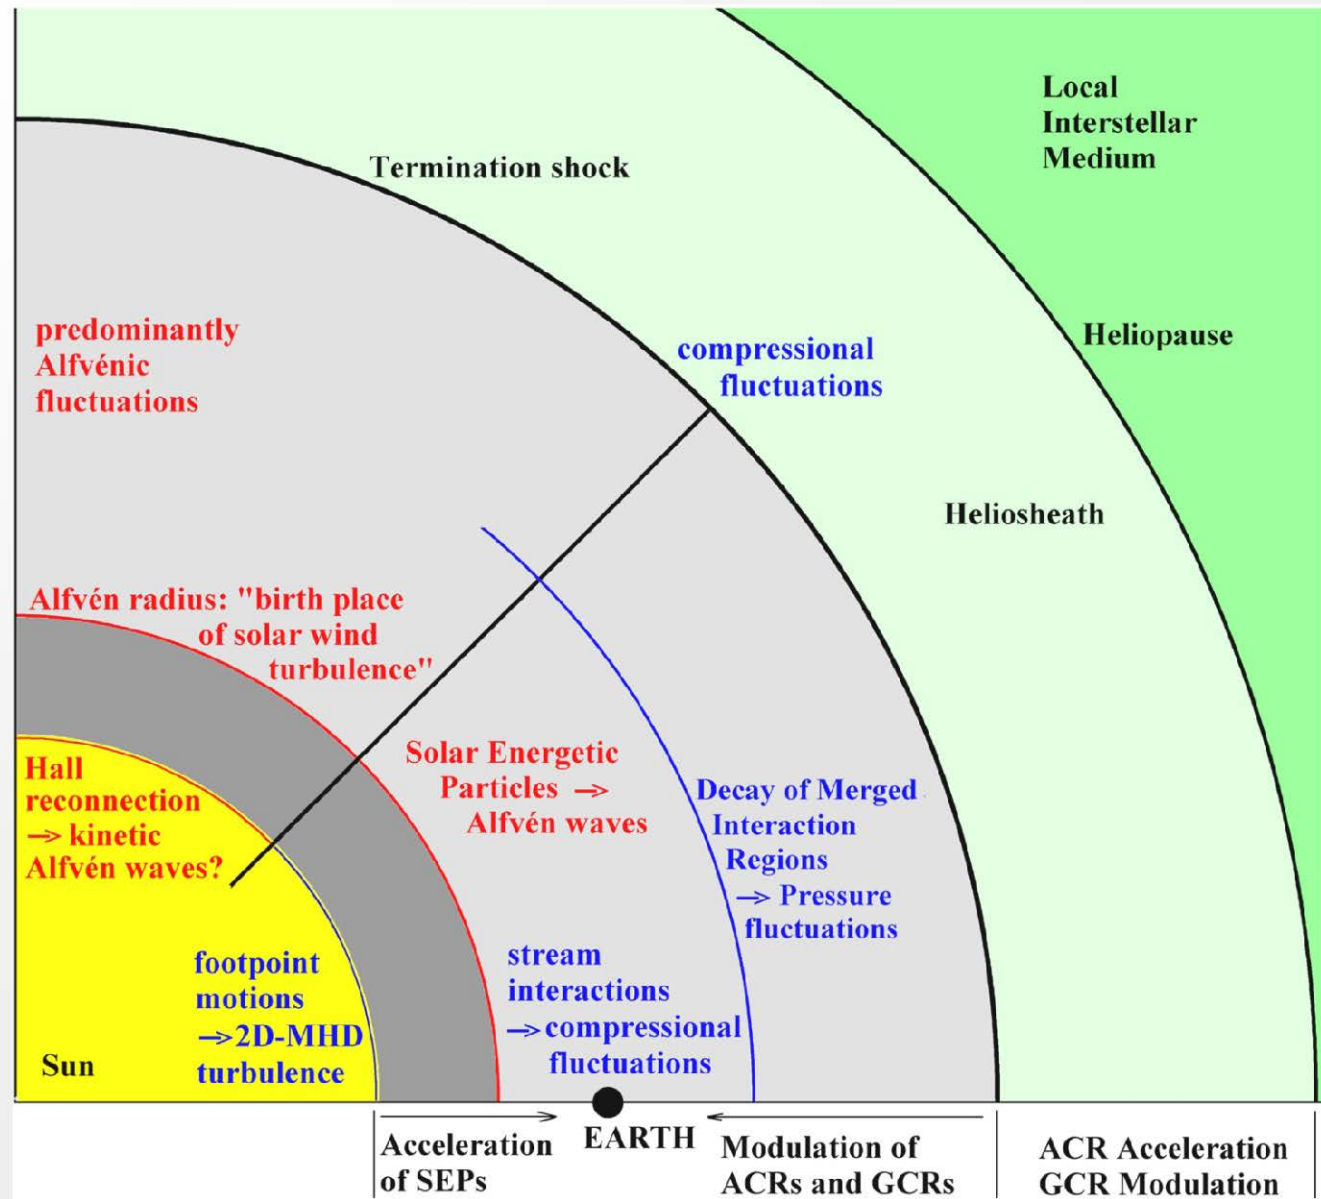 Local
Interstellar
Medium
Termination shock
predominantly
Alfvénic
fluctuations
compressional
fluctuations
Heliopause
Heliosheath
Alfvén radius: "birth place
of solar wind
turbulence"
Hall
reconnection
→ kinetic
Alfvén waves?
Solar Energetic
Particles →
Alfvén waves
Decay of Merged
Interaction
Regions
→ Pressure
fluctuations
footpoint
motions
→2D-MHD
turbulence
stream
interactions
→compressional
fluctuations
Sun
Acceleration
of SEPs
EARTH
Modulation of
ACRs and GCRs
ACR Acceleration
GCR Modulation